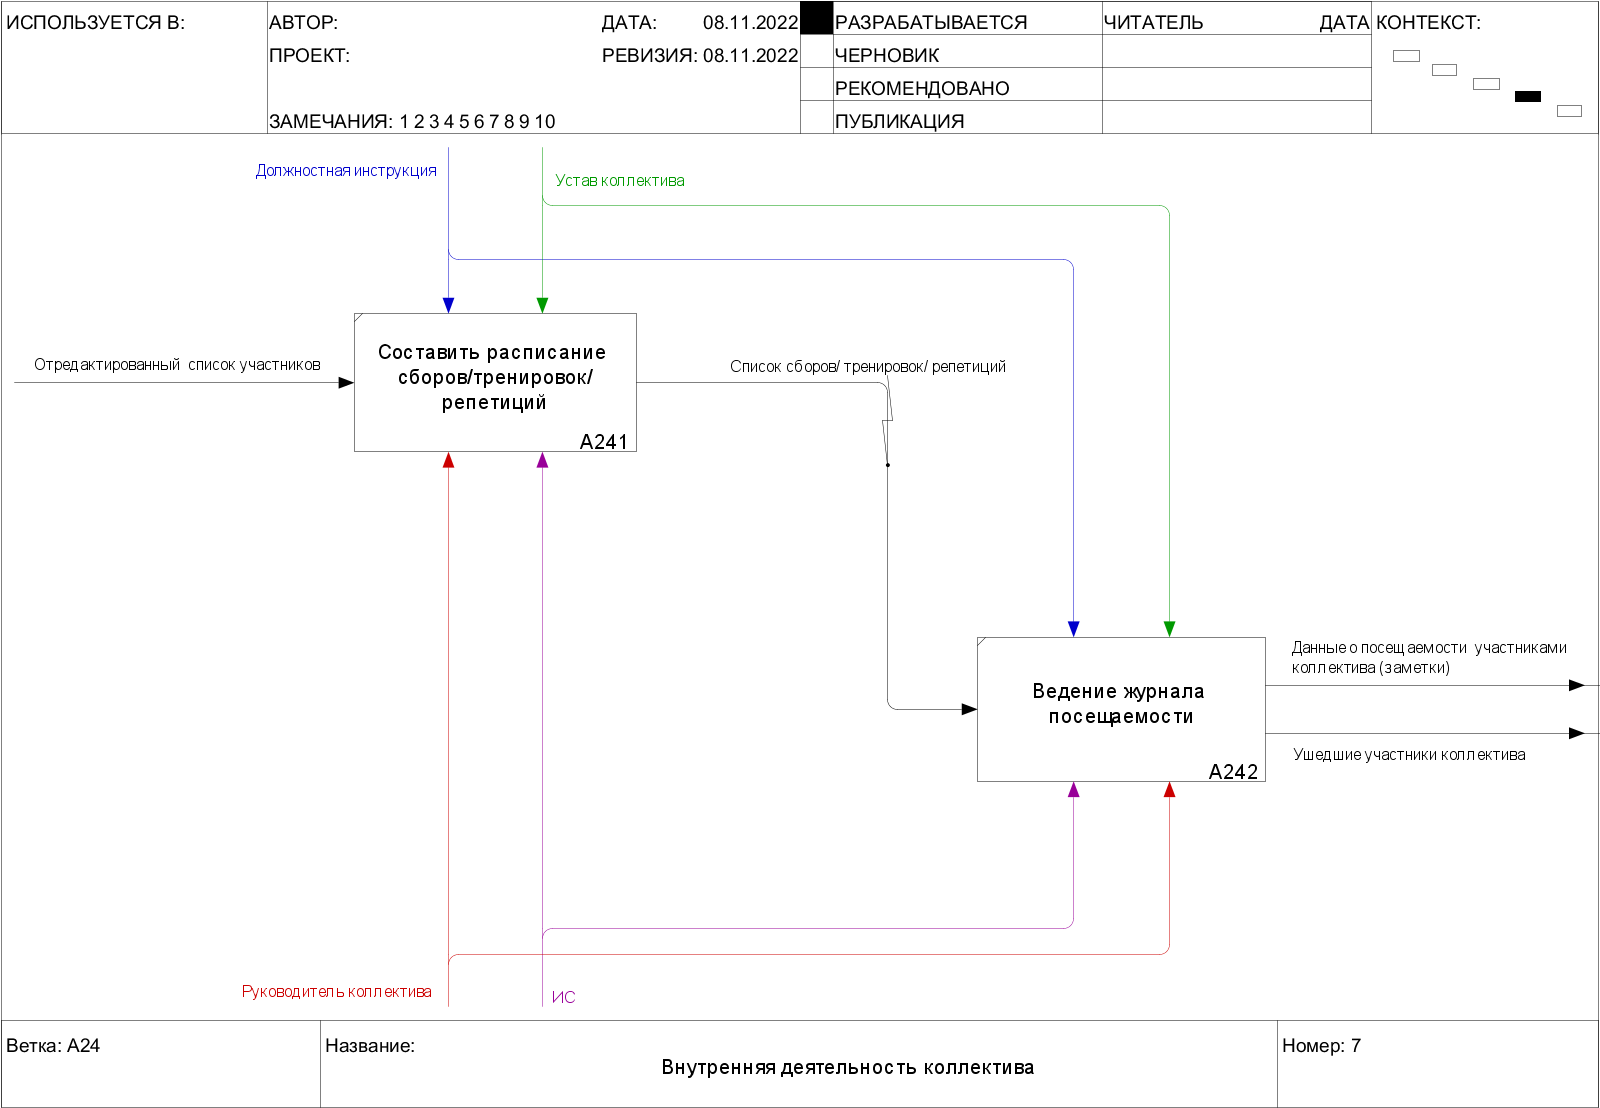 ИСПОЛЬЗУЕТСЯ В:
АВТОР:
ДАТА: 08.11.2022
ПРОЕКТ:
РЕВИЗИЯ: 08.11.2022
ЗАМЕЧАНИЯ: 1 2 3 4 5 6 7 8 9 10
РАЗРАБАТЫВАЕТСЯ
ЧЕРНОВИК
РЕКОМЕНДОВАНО
ПУБЛИКАЦИЯ
ЧИТАТЕЛЬ ДАТА
КОНТЕКСТ:
Должностная инструкция
Устав коллектива
Отредактированный список участников
Составить расписание
сборов/тренировок/
репетиций
A241
Список сборов/ тренировок/ репетиций
Ведение журнала
посещаемости
A242
Данные о посещаемости участниками
коллектива (заметки)
Ушедшие участники коллектива
Руководитель коллектива
ИС
Ветка: A24
Название:
Внутренняя деятельность коллектива
Номер: 7